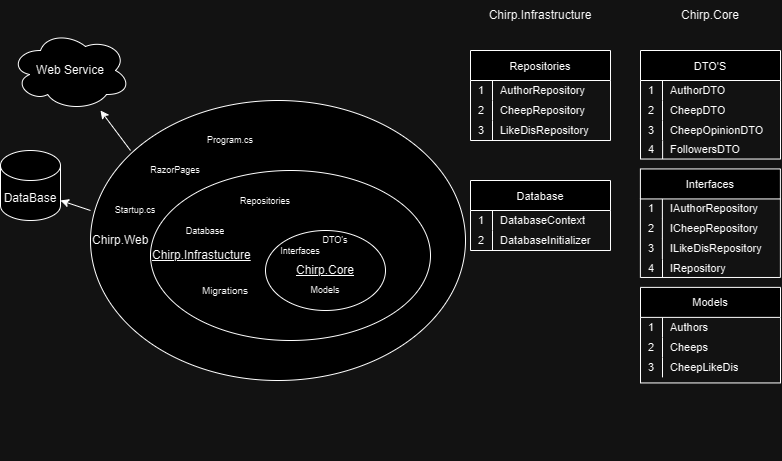 Chirp.Infrastructure
Chirp.Core
Web Service
DataBase
Program.cs
RazorPages
Startup.cs
Chirp.Web
Repositories
Database
Chirp.Infrastucture
Migrations
DTO's
Interfaces
Chirp.Core
Models
Repositories
1 AuthorRepository
2 CheepRepository
3 LikeDisRepository
Database
1 DatabaseContext
2 DatabaseInitializer
DTO'S
1 AuthorDTO
2 CheepDTO
3 CheepOpinionDTO
4 FollowersDTO
Interfaces
1 IAuthorRepository
2 ICheepRepository
3 ILikeDisRepository
4 IRepository
Models
1 Authors
2 Cheeps
3 CheepLikeDis